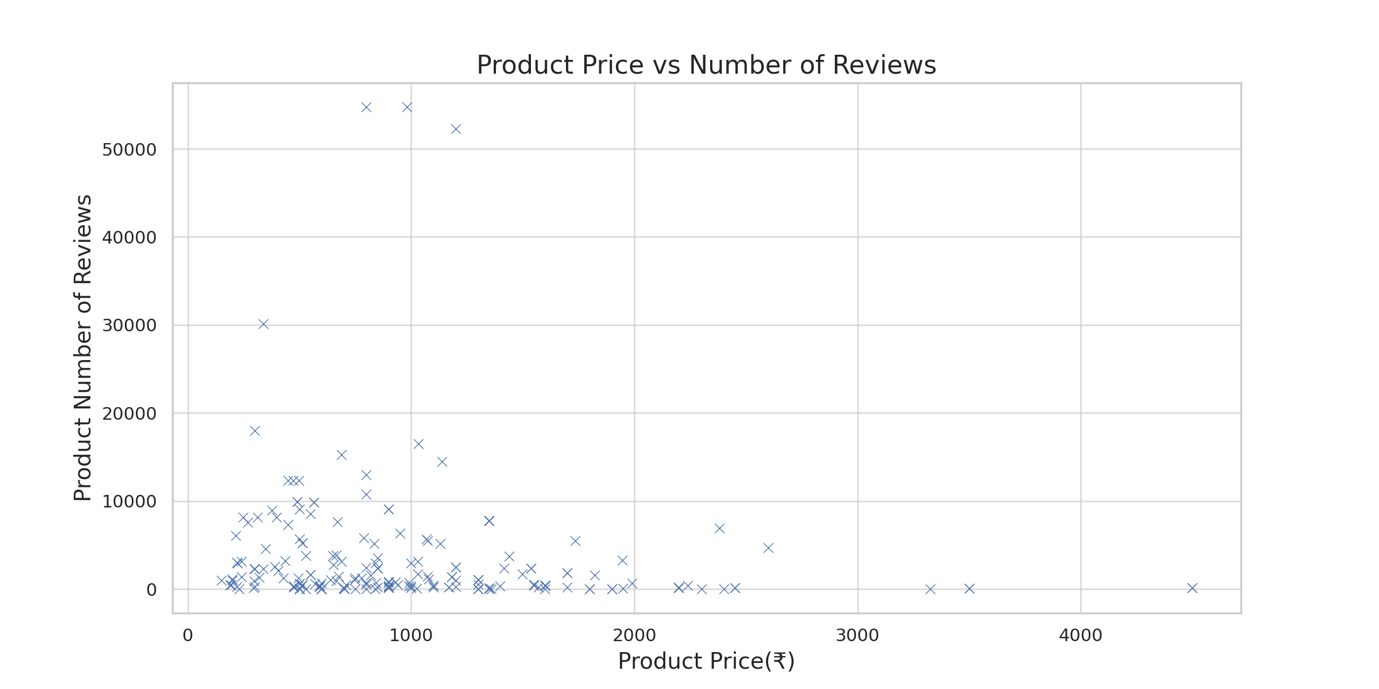 Product Price vs Number of Reviews
Product Number of Reviews
50000
40000
30000
20000
10000
0
0 1000 2000 3000 4000
Product Price(₹)